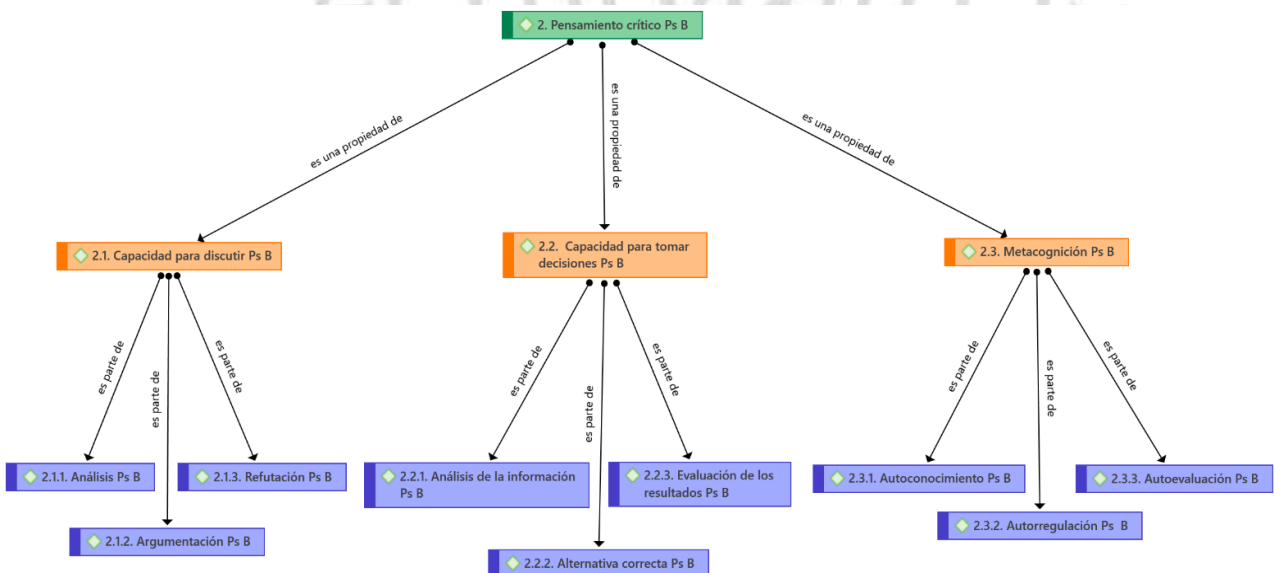 2. Pensamiento crítico Ps B
es una propiedad de
es una propiedad de
es una propiedad de
2.1. Capacidad para discutir Ps B
2.2. Capacidad para tomar
decisiones Ps B
2.3. Metacognición Ps B
es parte de
es parte de
es parte de
es parte de
es parte de
es parte de
es parte de
es parte de
es parte de
2.1.1. Análisis Ps B
2.1.3. Refutación Ps B
2.2.1. Análisis de la información
Ps B
2.2.3. Evaluación de los
resultados Ps B
2.3.1. Autoconocimiento Ps B
2.3.3. Autoevaluación Ps B
2.1.2. Argumentación Ps B
2.2.2. Alternativa correcta Ps B
2.3.2. Autorregulación Ps B